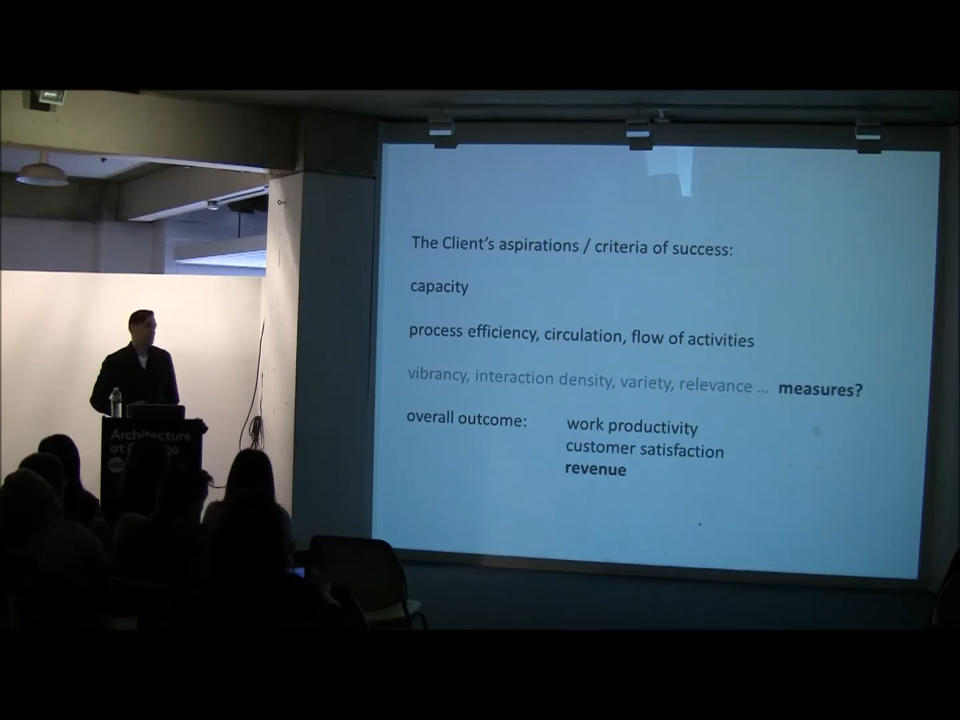 The Client's aspirations / criteria of success:
capacity
process efficiency, circulation, flow of activities
vibrancy, interaction density, variety, relevance ... measures?
overall outcome: work productivity
customer satisfaction
revenue
Architecture
at